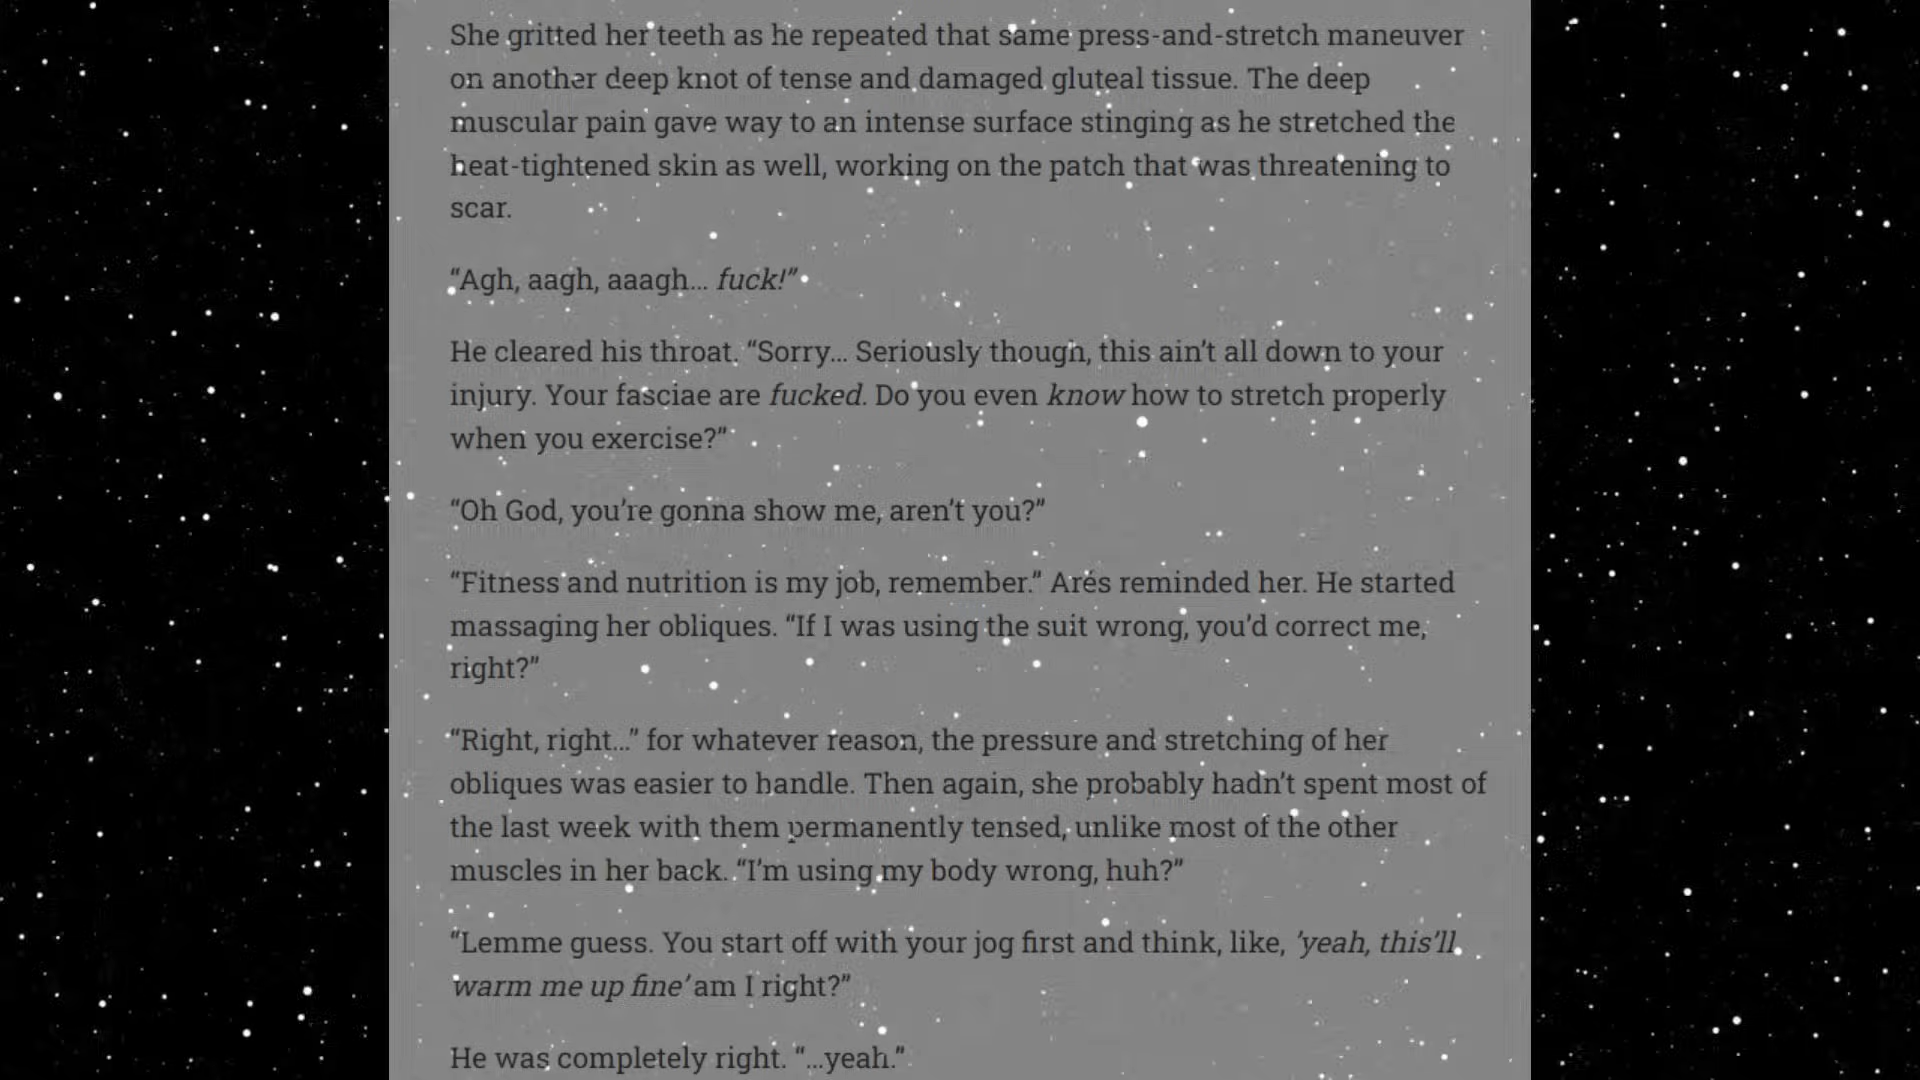 She gritted her teeth as he repeated that same press-and-stretch maneuver
on another deep knot of tense and damaged gluteal tissue. The deep
muscular pain gave way to an intense surface stinging as he stretched the
heat-tightened skin as well, working on the patch that was threatening to
scar.
“Agh, aagh, aaagh… fuck!”
He cleared his throat. “Sorry… Seriously though, this ain’t all down to your
injury. Your fasciae are fucked. Do you even know how to stretch properly
when you exercise?”
“Oh God, you’re gonna show me, aren’t you?”
“Fitness and nutrition is my job, remember.” Arés reminded her. He started
massaging her obliques. “If I was using the suit wrong, you’d correct me,
right?”
“Right, right…” for whatever reason, the pressure and stretching of her
obliques was easier to handle. Then again, she probably hadn’t spent most of
the last week with them permanently tensed, unlike most of the other
muscles in her back. “I’m using my body wrong, huh?”
“Lemme guess. You start off with your jog first and think, like, ’yeah, this’ll
warm me up fine’ am I right?”
He was completely right. “…yeah.”